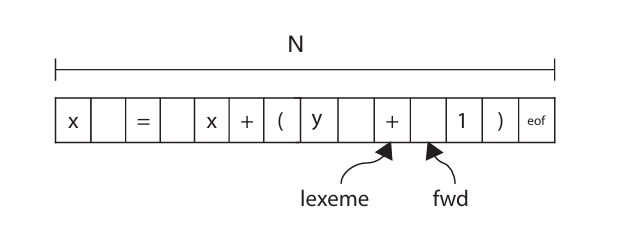 N
x = x + ( y + 1 ) eof
lexeme fwd